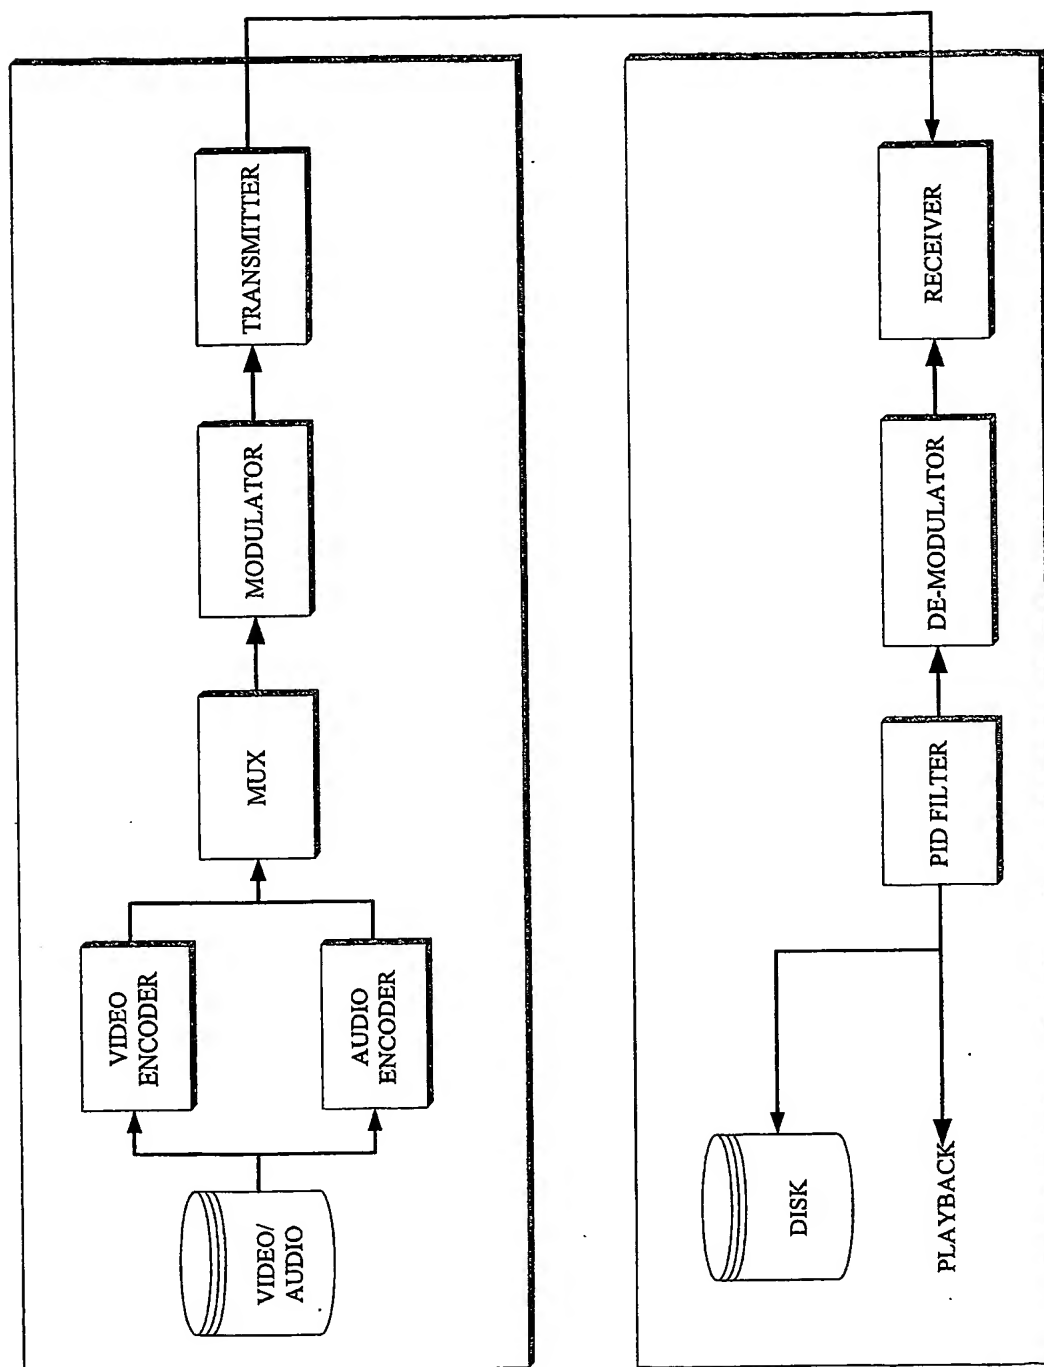 VIDEO/
AUDIO
VIDEO
ENCODER
AUDIO
ENCODER
MUX
MODULATOR
TRANSMITTER
DISK
PLAYBACK
PID FILTER
DE-MODULATOR
RECEIVER